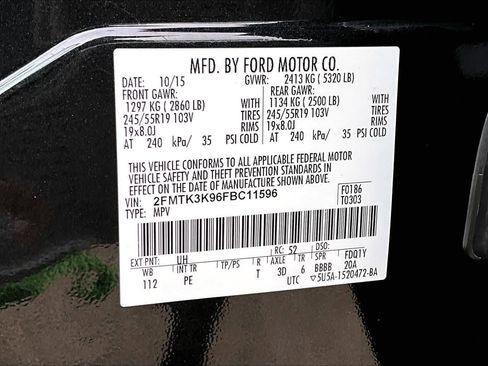 MFD. BY FORD MOTOR CO.
10/15 GVWR: 2413 KG ( 5320 LB)
FRONT GAWR: REAR GAWR:
1297 KG ( 2860 LB) 1134 KG ( 2500 LB)
245/55R19 103V TIRES 245/55R19 103V TIRES
19x8.0J RIMS 19x8.0J RIMS
AT 240 kPa/ 35 PSI COLD AT 240 kPa/ 35 PSI COLD
THIS VEHICLE CONFORMS TO ALL APPLICABLE FEDERAL MOTOR
VEHICLE SAFETY AND THEFT PREVENTION STANDARDS IN
EFFECT ON THE DATE OF MANUFACTURE SHOWN ABOVE.
VIN: 2FMTK3K96FBC11596 F0186
TYPE: MPV T0303
EXT PNT: UH RC: 52 DSO: FDQ1Y
WB INT TR TP/PS R AXLE TR SPR 20A
112 PE T 3D 6 BBBB
UTC ▽5U5A-1520472-BA